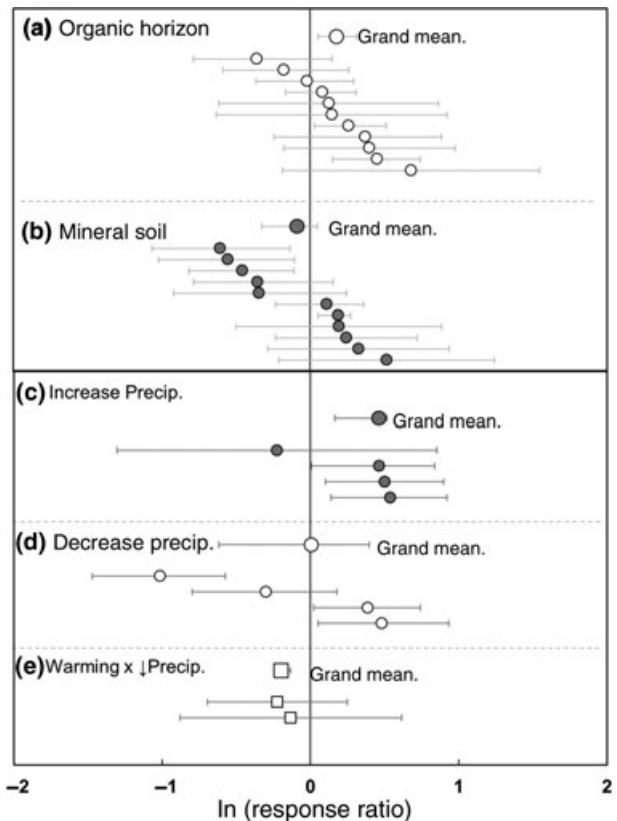 (a) Organic horizon
Grand mean.
(b) Mineral soil
Grand mean.
(c) Increase Precip.
Grand mean.
(d) Decrease precip.
Grand mean.
(e) Warming x ↓Precip.
Grand mean.
−2 −1 0 1 2
ln (response ratio)